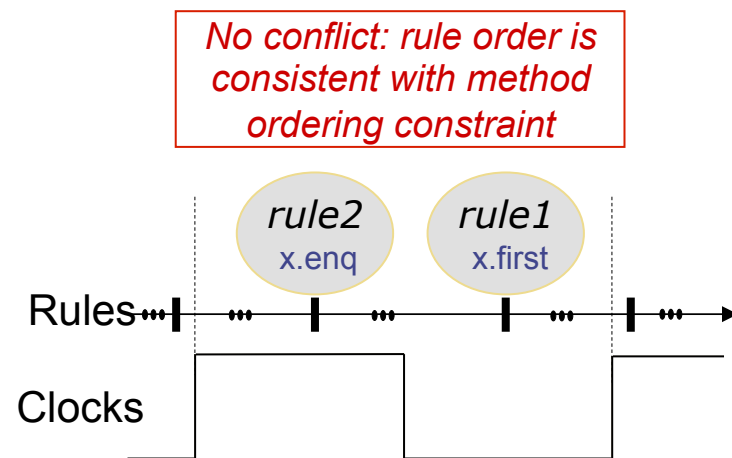 No conflict: rule order is
consistent with method
ordering constraint
rule2
x.enq
rule1
x.first
Rules
Clocks